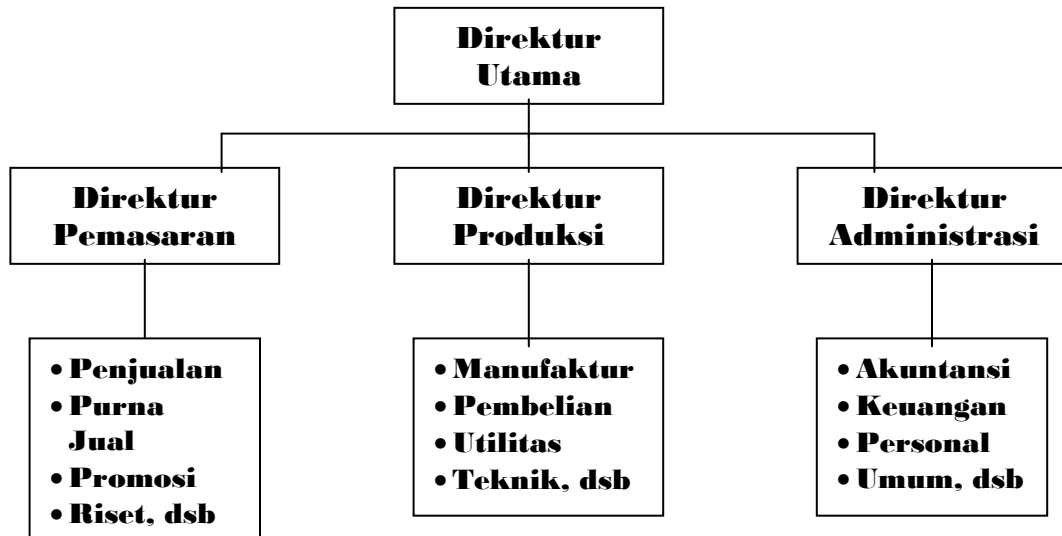 Direktur
Utama
Direktur
Pemasaran
Direktur
Produksi
Direktur
Administrasi
• Penjualan
• Purna
Jual
• Promosi
• Riset, dsb
• Manufaktur
• Pembelian
• Utilitas
• Teknik, dsb
• Akuntansi
• Keuangan
• Personal
• Umum, dsb